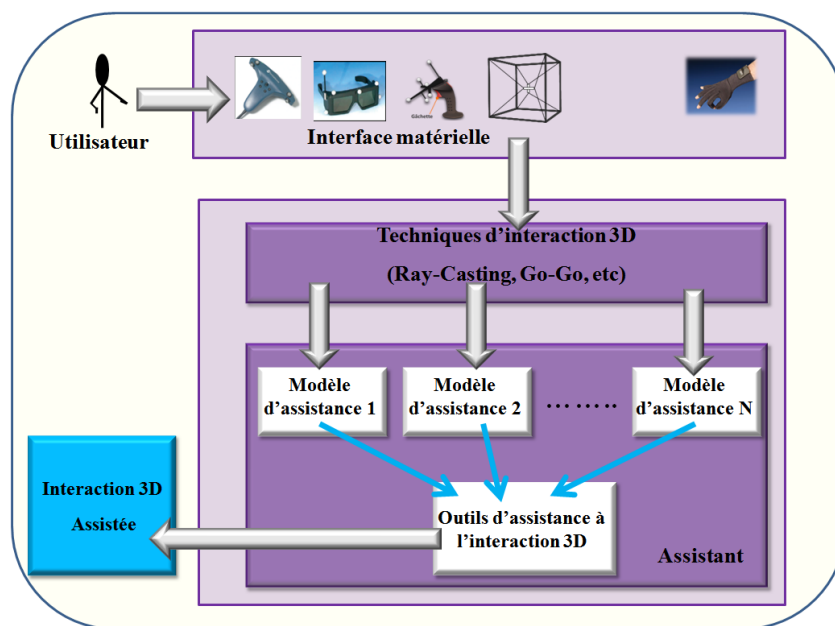 Utilisateur
Gâchette
Interface matérielle
Techniques d'interaction 3D
(Ray-Casting, Go-Go, etc)
Modèle
d'assistance 1
Modèle
d'assistance 2
… …..
Modèle
d'assistance N
Interaction 3D
Assistée
Outils d'assistance à
l'interaction 3D
Assistant